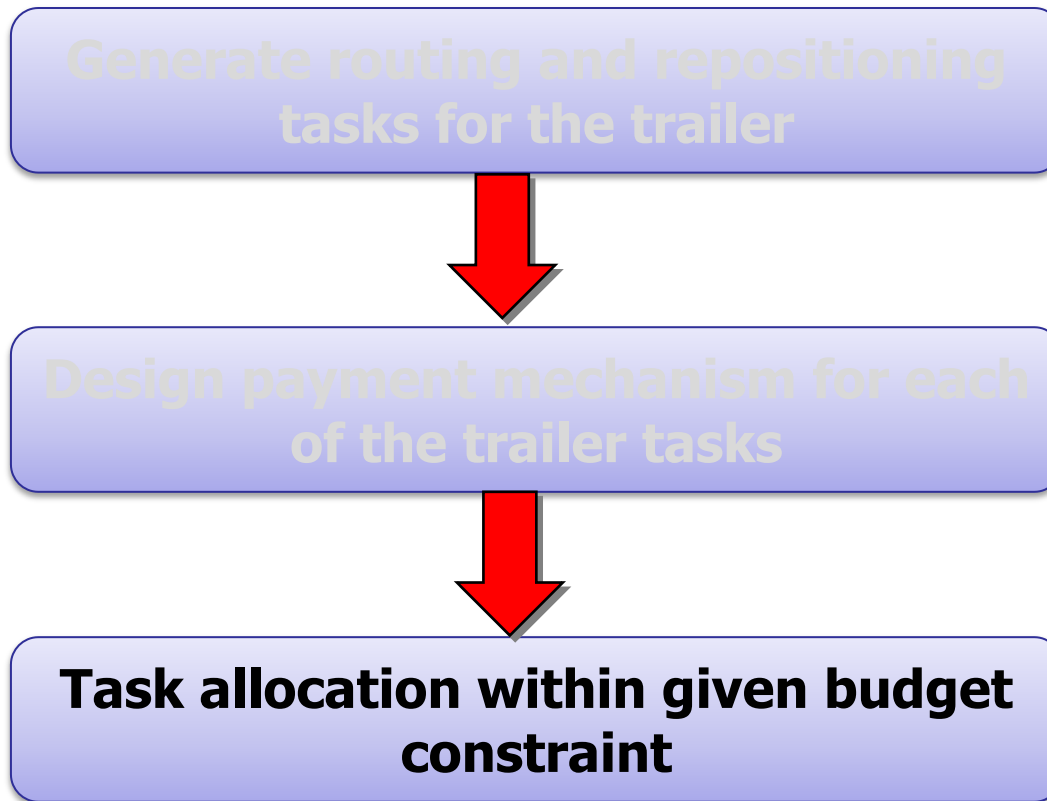 Generate routing and repositioning
tasks for the trailer
Design payment mechanism for each
of the trailer tasks
Task allocation within given budget
constraint